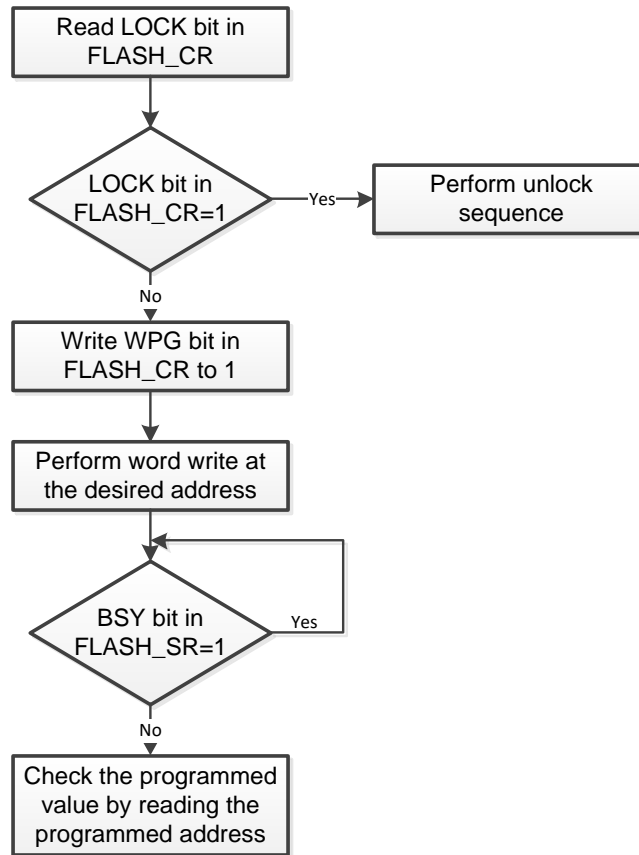 Read LOCK bit in
FLASH_CR
LOCK bit in
FLASH_CR=1
Yes
Perform unlock
sequence
No
Write WPG bit in
FLASH_CR to 1
Perform word write at
the desired address
BSY bit in
FLASH_SR=1
Yes
No
Check the programmed
value by reading the
programmed address